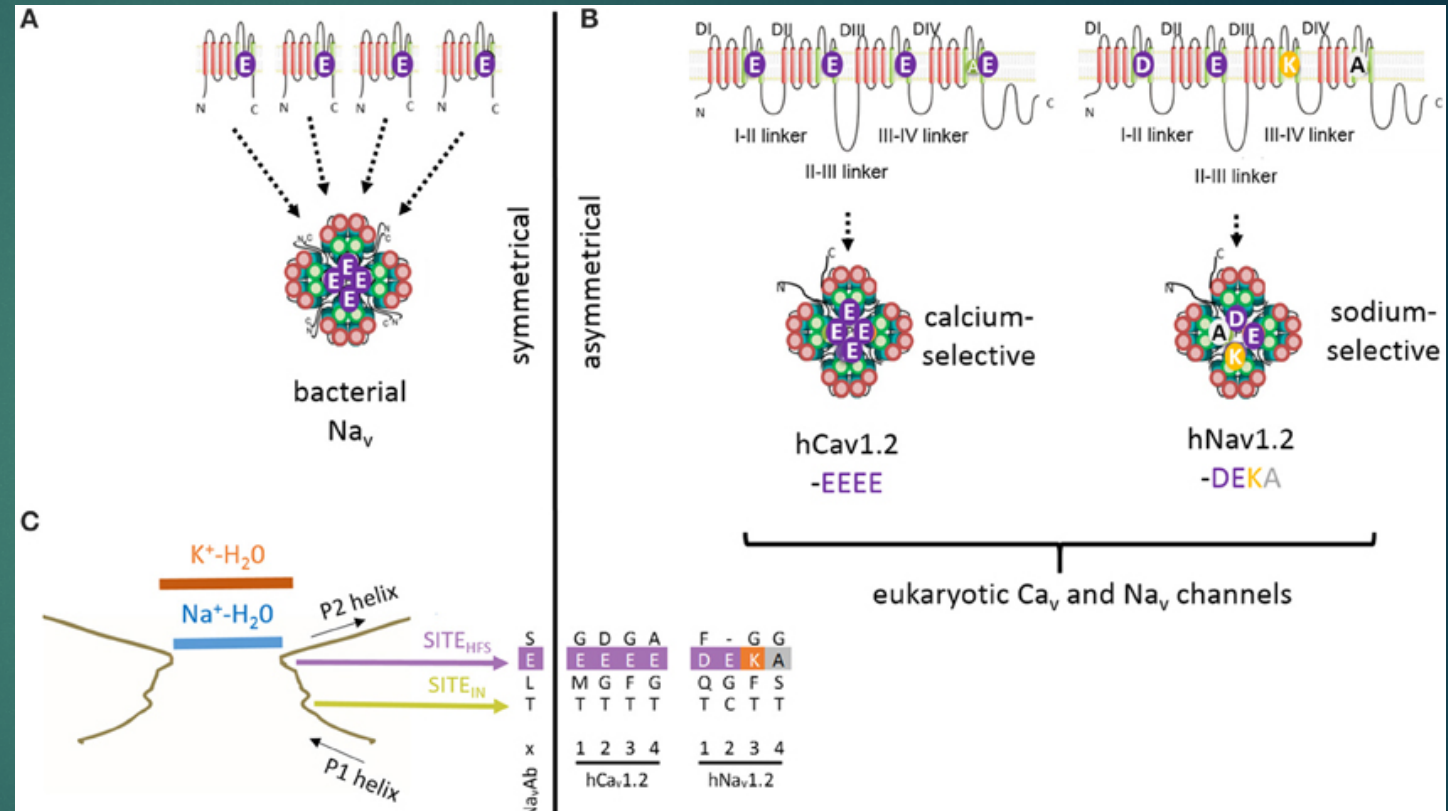 A
E E E E
N C N C N C N C
N C
N C
E
E E
E
N C
C N
bacterial
Naᵥ
symmetrical
B
DI DII DIII DIV
E E E A E
N C
I-II linker III-IV linker
II-III linker
C
N
E
E E
E
calcium-
selective
hCav1.2
-EEEE
asymmetrical
DI DII DIII DIV
D E K A
N C
I-II linker III-IV linker
II-III linker
C
N
D
A E
K
sodium-
selective
hNav1.2
-DEKA
eukaryotic Caᵥ and Naᵥ channels
C
K⁺-H₂0
Na⁺-H₂0
P2 helix
SITE_HFS
SITE_IN
P1 helix
S G D G A F - G G
E E E E E D E K A
L M G F G Q G F S
T T T T T T C T T
x 1 2 3 4 1 2 3 4
NaᵥAb hCaᵥ1.2 hNaᵥ1.2